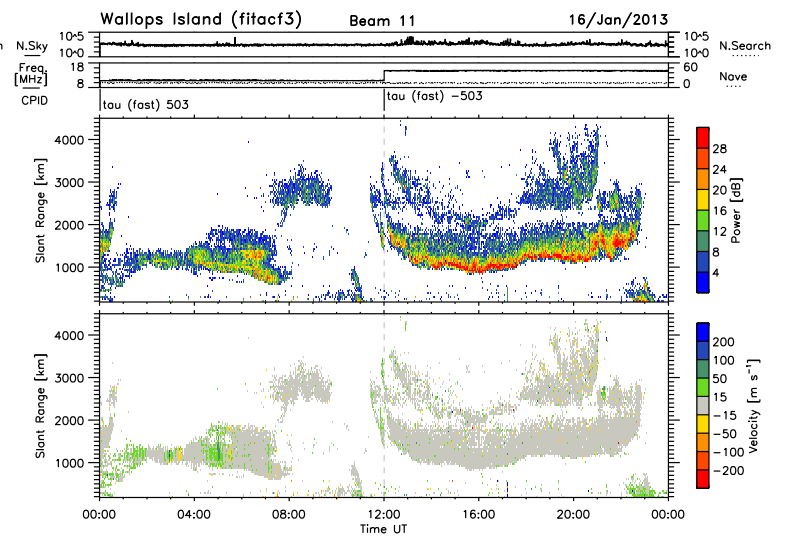 Wallops Island (fitacf3) Beam 11 16/Jan/2013
n N.Sky 10^5 10^0 10^5 10^0 N.Search
Freq. [MHz] 18 8 60 0 Nave
CPID tau (fast) 503 tau (fast) -503
Slant Range [km] 4000 3000 2000 1000
28 24 20 16 12 8 4 Power [dB]
Slant Range [km] 4000 3000 2000 1000
200 100 50 15 -15 -50 -100 -200 Velocity [m s⁻¹]
00:00 04:00 08:00 12:00 16:00 20:00 00:00
Time UT